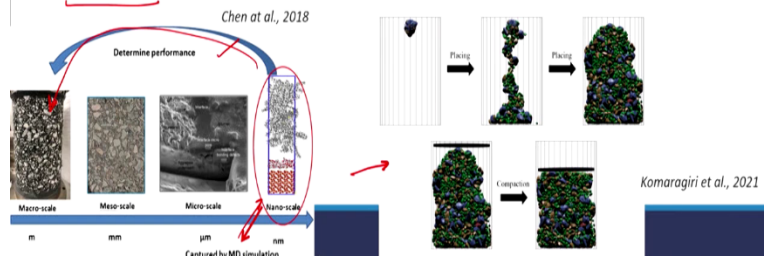 Chen at al., 2018
Determine performance
Placing
Placing
Macro-scale
Meso-scale
Micro-scale
Nano-scale
m
mm
μm
nm
Captured by MD simulation
Compaction
Komaragiri et al., 2021